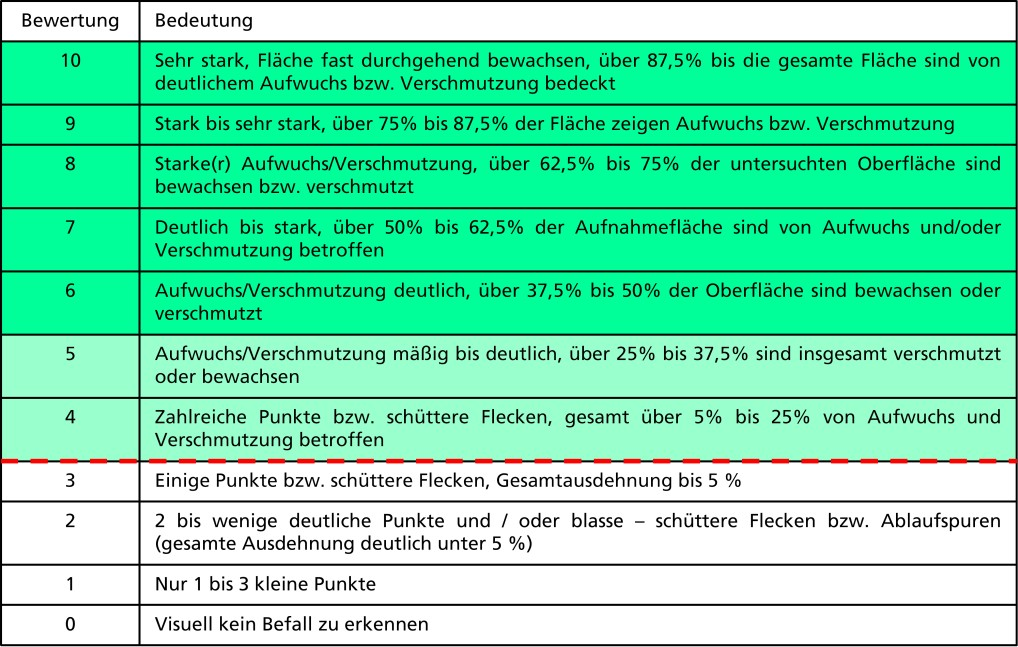 Bewertung Bedeutung
10 Sehr stark, Fläche fast durchgehend bewachsen, über 87,5% bis die gesamte Fläche sind von
deutlichem Aufwuchs bzw. Verschmutzung bedeckt
9 Stark bis sehr stark, über 75% bis 87,5% der Fläche zeigen Aufwuchs bzw. Verschmutzung
8 Starke(r) Aufwuchs/Verschmutzung, über 62,5% bis 75% der untersuchten Oberfläche sind
bewachsen bzw. verschmutzt
7 Deutlich bis stark, über 50% bis 62,5% der Aufnahmefläche sind von Aufwuchs und/oder
Verschmutzung betroffen
6 Aufwuchs/Verschmutzung deutlich, über 37,5% bis 50% der Oberfläche sind bewachsen oder
verschmutzt
5 Aufwuchs/Verschmutzung mäßig bis deutlich, über 25% bis 37,5% sind insgesamt verschmutzt
oder bewachsen
4 Zahlreiche Punkte bzw. schüttere Flecken, gesamt über 5% bis 25% von Aufwuchs und
Verschmutzung betroffen
3 Einige Punkte bzw. schüttere Flecken, Gesamtausdehnung bis 5 %
2 2 bis wenige deutliche Punkte und / oder blasse – schüttere Flecken bzw. Ablaufspuren
(gesamte Ausdehnung deutlich unter 5 %)
1 Nur 1 bis 3 kleine Punkte
0 Visuell kein Befall zu erkennen